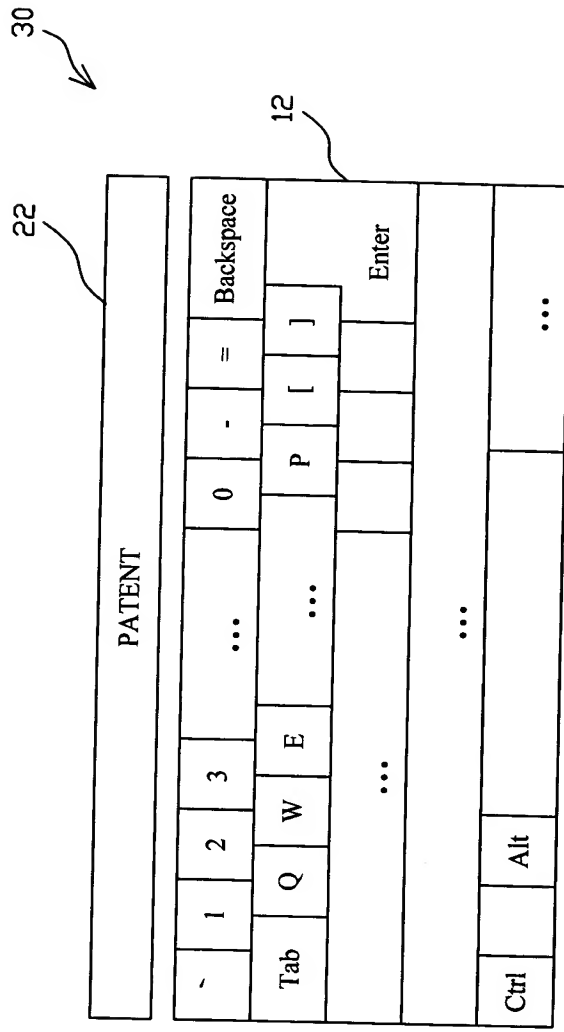 30
22
12
PATENT
` 1 2 3 ... 0 - = Backspace
Tab Q W E ... P [ ]
... Enter
...
Ctrl Alt ...